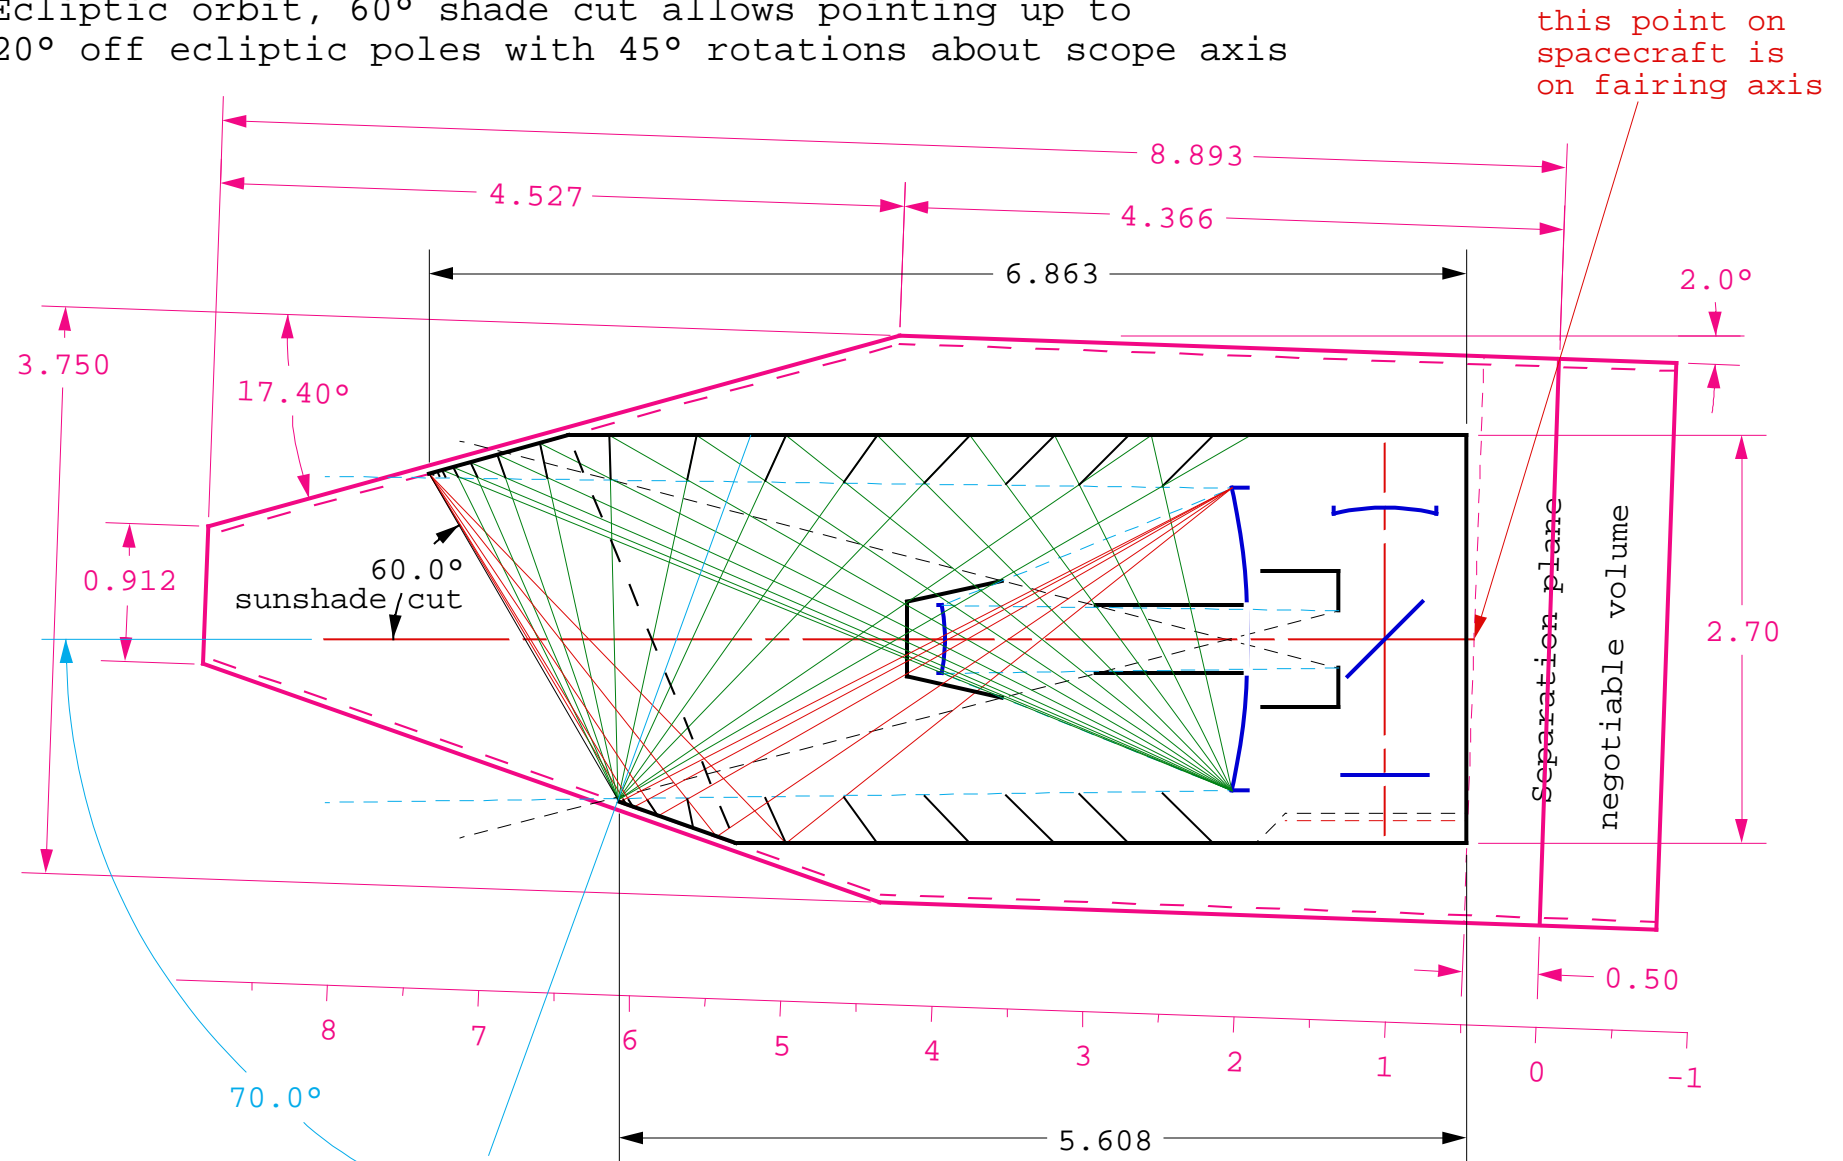 Ecliptic orbit, 60° shade cut allows pointing up to
20° off ecliptic poles with 45° rotations about scope axis
this point on
spacecraft is
on fairing axis
8.893
4.527
4.366
6.863
2.0°
3.750
17.40°
0.912
60.0°
sunshade cut
2.70
Separation plane
negotiable volume
0.50
8
7
6
5
4
3
2
1
0
-1
70.0°
5.608